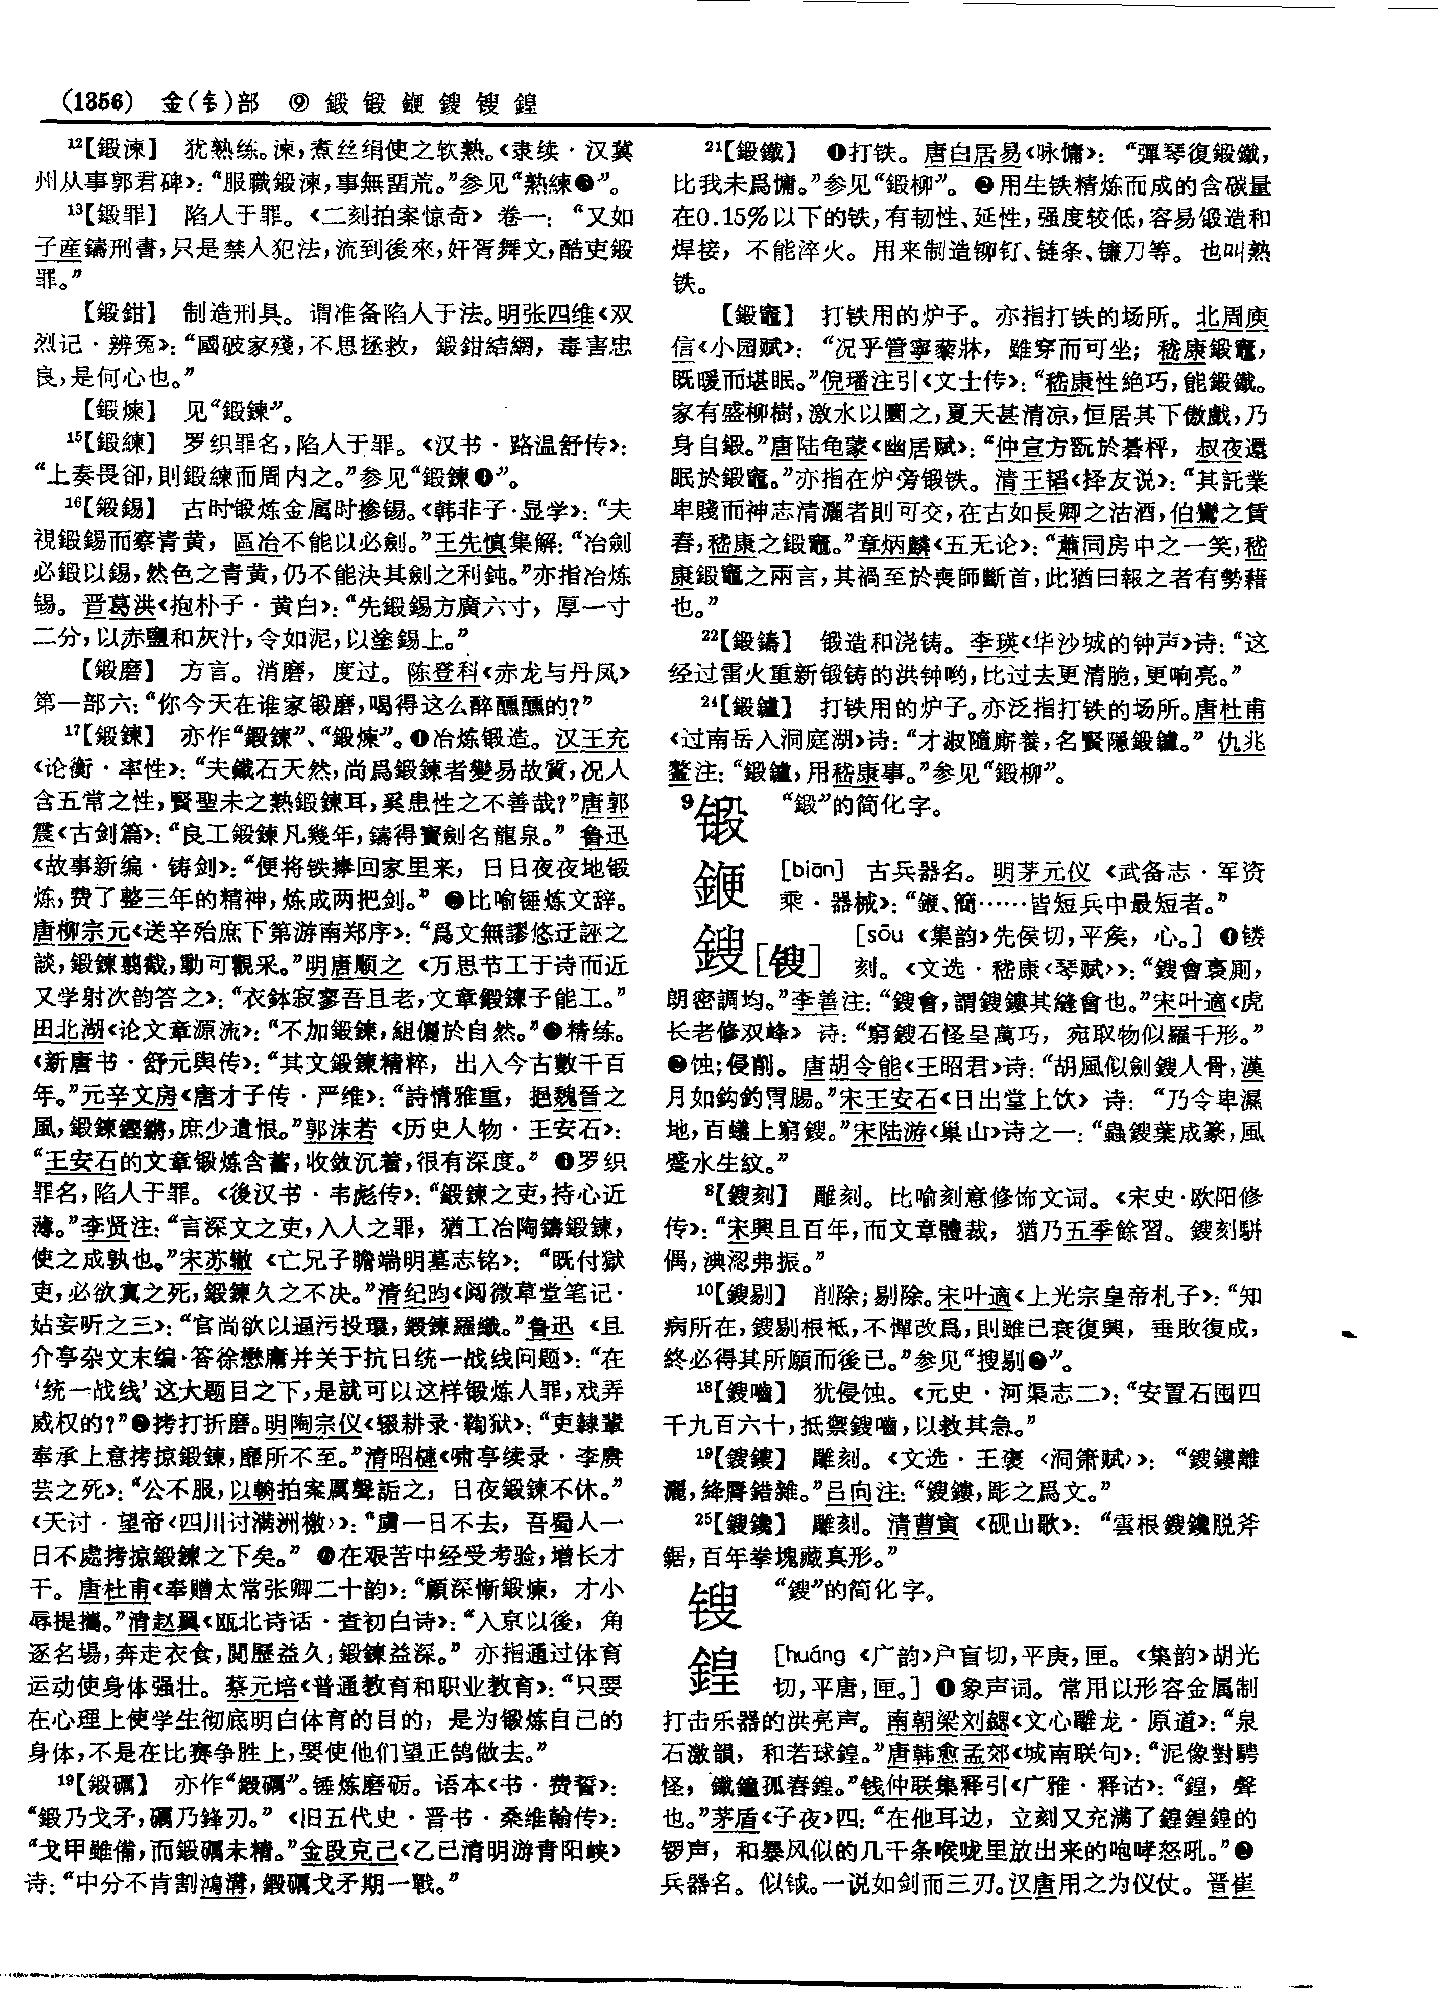 (1356) 金(钅)部 ⑨ 鍛 锻 鍽 鎪 锼 鍠
12【鍛湅】 犹熟练。湅,煮丝绢使之软熟。《隶续·汉冀
州从事郭君碑》:“服職鍛湅,事無畱荒。”参见“熟練❸”。
13【鍛罪】 陷人于罪。《二刻拍案惊奇》卷一:“又如
子産鑄刑書,只是禁人犯法,流到後來,奸胥舞文,酷吏鍛
罪。”
【鍛鉗】 制造刑具。谓准备陷人于法。明张四维《双
烈记·辨冤》:“國破家殘,不思拯救,鍛鉗結網,毒害忠
良,是何心也。”
【鍛煉】 见“鍛鍊”。
15【鍛練】 罗织罪名,陷人于罪。《汉书·路温舒传》:
“上奏畏卻,則鍛練而周内之。”参见“鍛鍊❹”。
16【鍛錫】 古时锻炼金属时掺锡。《韩非子·显学》:“夫
視鍛錫而察青黄,區冶不能以必劍。”王先慎集解:“冶劍
必鍛以錫,然色之青黄,仍不能決其劍之利鈍。”亦指冶炼
锡。晋葛洪《抱朴子·黄白》:“先鍛錫方廣六寸,厚一寸
二分,以赤鹽和灰汁,令如泥,以塗錫上。”
【鍛磨】 方言。消磨,度过。陈登科《赤龙与丹凤》
第一部六:“你今天在谁家锻磨,喝得这么醉醺醺的?”
17【鍛鍊】 亦作“鍜鍊”、“鍛煉”。❶冶炼锻造。汉王充
《论衡·率性》:“夫鐵石天然,尚爲鍛鍊者變易故質,况人
含五常之性,賢聖未之熟鍛鍊耳,奚患性之不善哉?”唐郭
震《古剑篇》:“良工鍛鍊凡幾年,鑄得寳劍名龍泉。” 鲁迅
《故事新编·铸剑》:“便将铁捧回家里来,日日夜夜地锻
炼,费了整三年的精神,炼成两把剑。”❷比喻锤炼文辞。
唐柳宗元《送辛殆庶下第游南郑序》:“爲文無謬悠迂誣之
談,鍛鍊翦截,動可觀采。”明唐顺之《万思节工于诗而近
又学射次韵答之》:“衣鉢寂寥吾且老,文章鍛鍊子能工。”
田北湖《论文章源流》:“不加鍛鍊,組儷於自然。”❸精练。
《新唐书·舒元舆传》:“其文鍛鍊精粹,出入今古數千百
年。”元辛文房《唐才子传·严维》:“詩情雅重,挹魏晉之
風,鍛鍊鏗鏘,庶少遺恨。”郭沫若《历史人物·王安石》:
“王安石的文章锻炼含蓄,收敛沉着,很有深度。” ❹罗织
罪名,陷人于罪。《後汉书·韦彪传》:“鍛鍊之吏,持心近
薄。”李贤注:“言深文之吏,入人之罪,猶工冶陶鑄鍛鍊,
使之成孰也。”宋苏辙《亡兄子瞻端明墓志铭》:“既付獄
吏,必欲寘之死,鍛鍊久之不决。”清纪昀《阅微草堂笔记·
姑妄听之三》:“官尚欲以逼污投環,鍛鍊羅織。”鲁迅《且
介亭杂文末编·答徐懋庸并关于抗日统一战线问题》:“在
‘统一战线’这大题目之下,是就可以这样锻炼人罪,戏弄
威权的?”❺拷打折磨。明陶宗仪《辍耕录·鞫狱》:“吏隸輩
奉承上意拷掠鍛鍊,靡所不至。”清昭梿《啸亭续录·李赓
芸之死》:“公不服,以朝拍案厲聲詬之,日夜鍛鍊不休。”
《天讨·望帝〈四川讨满洲檄〉》:“虜一日不去,吾蜀人一
日不處拷掠鍛鍊之下矣。” ❻在艰苦中经受考验,增长才
干。唐杜甫《奉赠太常张卿二十韵》:“顧深慚鍛煉,才小
辱提攜。”清赵翼《瓯北诗话·查初白诗》:“入京以後,角
逐名場,奔走衣食,閲歷益久,鍛鍊益深。” 亦指通过体育
运动使身体强壮。蔡元培《普通教育和职业教育》:“只要
在心理上使学生彻底明白体育的目的,是为锻炼自己的
身体,不是在比赛争胜上,要使他们望正鹄做去。”
19【鍛礪】 亦作“鍜礪”。锤炼磨砺。语本《书·费誓》:
“鍛乃戈矛,礪乃鋒刃。”《旧五代史·晋书·桑维翰传》:
“戈甲雖備,而鍛礪未精。”金段克己《乙巳清明游青阳峡》
诗:“中分不肯割鴻溝,鍛礪戈矛期一戰。”
21【鍛鐵】 ❶打铁。唐白居易《咏慵》:“彈琴復鍛鐵,
比我未爲慵。”参见“鍛柳”。❷用生铁精炼而成的含碳量
在0.15%以下的铁,有韧性、延性,强度较低,容易锻造和
焊接,不能淬火。用来制造铆钉、链条、镰刀等。也叫熟
铁。
【鍛竈】 打铁用的炉子。亦指打铁的场所。北周庾
信《小园赋》:“况乎管寧藜牀,雖穿而可坐;嵇康鍛竈,
既暖而堪眠。”倪璠注引《文士传》:“嵇康性絶巧,能鍛鐵。
家有盛柳樹,激水以圜之,夏天甚清凉,恒居其下傲戲,乃
身自鍛。”唐陆龟蒙《幽居赋》:“仲宣方翫於碁枰,叔夜還
眠於鍛竈。”亦指在炉旁锻铁。清王韬《择友说》:“其託業
卑賤而神志清灑者則可交,在古如長卿之沽酒,伯鸞之賃
舂,嵇康之鍛竈。”章炳麟《五无论》:“蕭同房中之一笑,嵇
康鍛竈之兩言,其禍至於喪師斷首,此猶曰報之者有勢藉
也。”
22【鍛鑄】 锻造和浇铸。李瑛《华沙城的钟声》诗:“这
经过雷火重新锻铸的洪钟哟,比过去更清脆,更响亮。”
24【鍛鑪】 打铁用的炉子。亦泛指打铁的场所。唐杜甫
《过南岳入洞庭湖》诗:“才淑隨廝養,名賢隱鍛鑪。” 仇兆
鳌注:“鍛鑪,用嵇康事。”参见“鍛柳”。
9锻 “鍛”的简化字。
鍽 [biān] 古兵器名。明茅元仪《武备志·军资
乘·器械》:“鍽、簡……皆短兵中最短者。”
鎪[锼] [sōu 《集韵》先侯切,平矦,心。] ❶镂
刻。《文选·嵇康〈琴赋〉》:“鎪會裛厠,
朗密調均。”李善注:“鎪會,謂鎪鏤其縫會也。”宋叶適《虎
长老修双峰》诗:“窮鎪石怪呈萬巧,宛取物似羅千形。”
❷蚀;侵削。唐胡令能《王昭君》诗:“胡風似劍鎪人骨,漢
月如鈎釣胃腸。”宋王安石《日出堂上饮》诗:“乃令卑濕
地,百蟻上窮鎪。”宋陆游《巢山》诗之一:“蟲鎪葉成篆,風
蹙水生紋。”
8【鎪刻】 雕刻。比喻刻意修饰文词。《宋史·欧阳修
传》:“宋興且百年,而文章體裁,猶乃五季餘習。鎪刻駢
偶,淟涊弗振。”
10【鎪剔】 削除;剔除。宋叶適《上光宗皇帝札子》:“知
病所在,鎪剔根柢,不憚改爲,則雖已衰復興,垂敗復成,
終必得其所願而後已。”参见“搜剔❷”。
18【鎪嚙】 犹侵蚀。《元史·河渠志二》:“安置石囤四
千九百六十,抵禦鎪嚙,以救其急。”
19【鎪鏤】 雕刻。《文选·王褒〈洞箫赋〉》:“鎪鏤離
灑,絳脣錯雜。”吕向注:“鎪鏤,彫之爲文。”
25【鎪鑱】 雕刻。清曹寅《砚山歌》:“雲根鎪鑱脱斧
鋸,百年拳塊藏真形。”
锼 “鎪”的简化字。
鍠 [huáng 《广韵》户盲切,平庚,匣。《集韵》胡光
切,平唐,匣。] ❶象声词。常用以形容金属制
打击乐器的洪亮声。南朝梁刘勰《文心雕龙·原道》:“泉
石激韻,和若球鍠。”唐韩愈孟郊《城南联句》:“泥像對騁
怪,鐵鐘孤舂鍠。”钱仲联集释引《广雅·释诂》:“鍠,聲
也。”茅盾《子夜》四:“在他耳边,立刻又充满了鍠鍠鍠的
锣声,和暴风似的几千条喉咙里放出来的咆哮怒吼。”❷
兵器名。似钺。一说如剑而三刃。汉唐用之为仪仗。晋崔